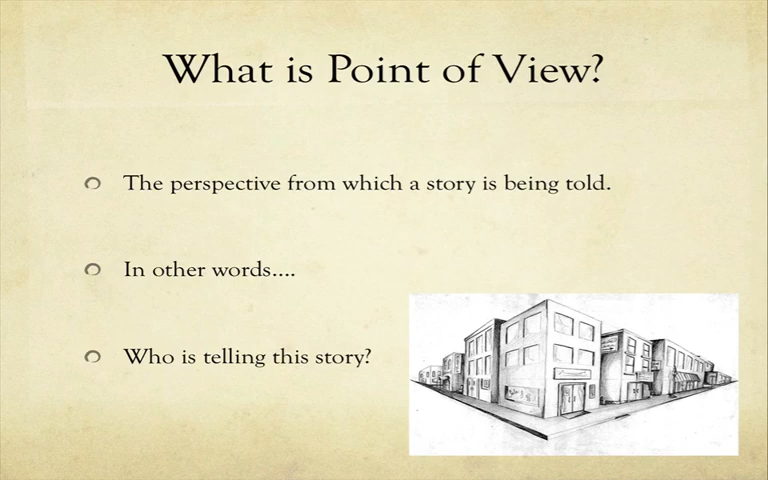 What is Point of View?
The perspective from which a story is being told.
In other words....
Who is telling this story?